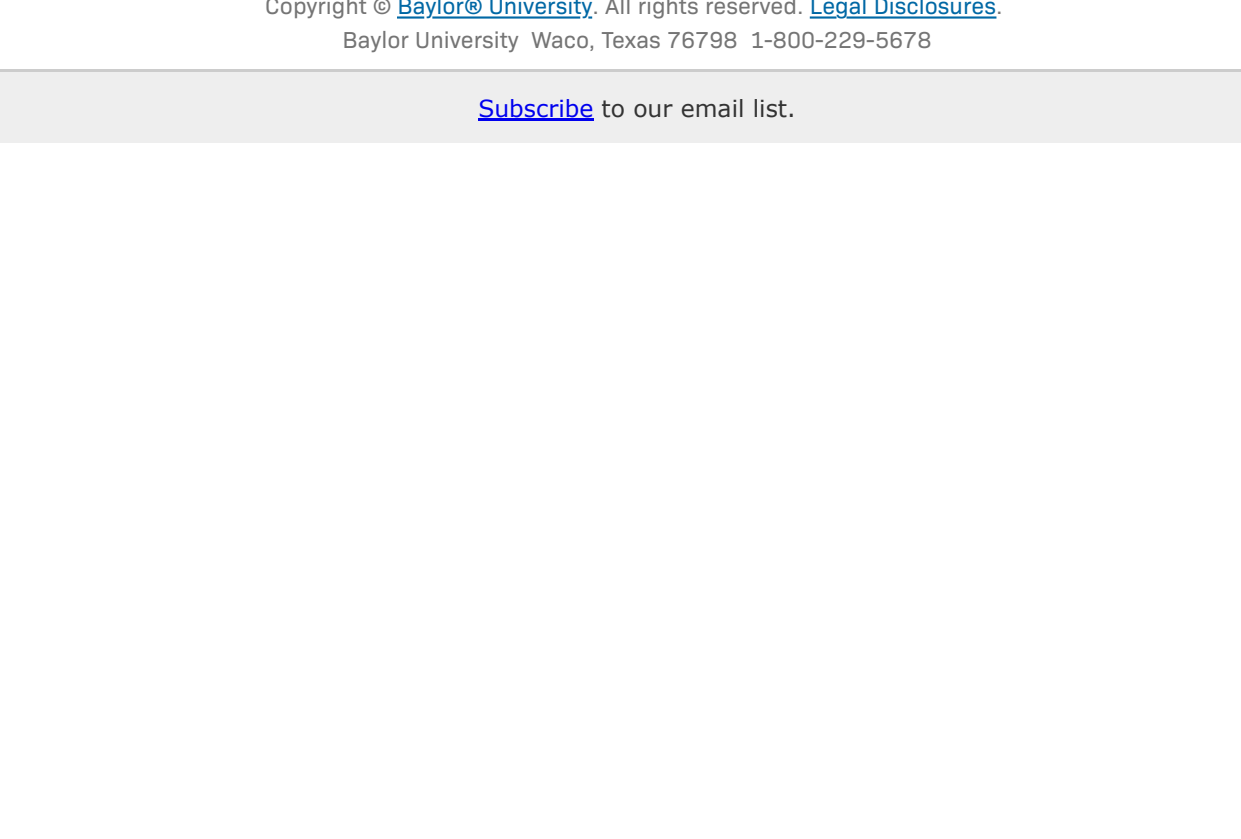 Copyright © Baylor® University. All rights reserved. Legal Disclosures.
Baylor University  Waco, Texas 76798  1-800-229-5678
Subscribe to our email list.